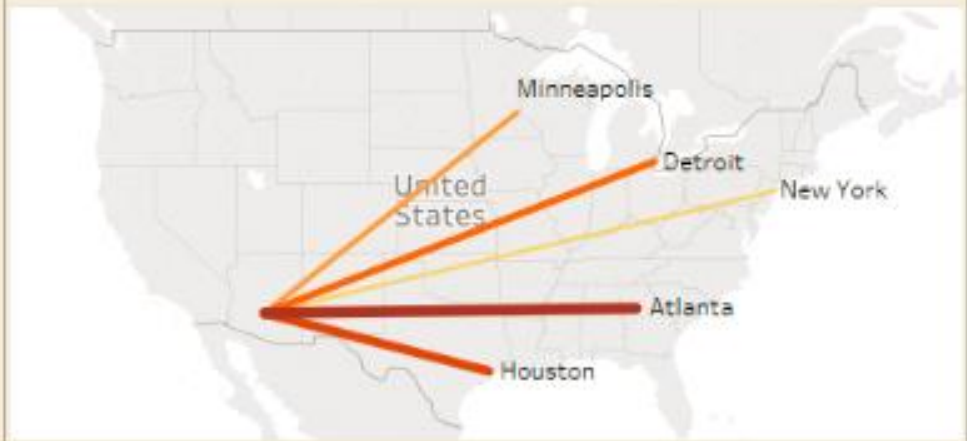 Minneapolis
Detroit
United
States
New York
Atlanta
Houston